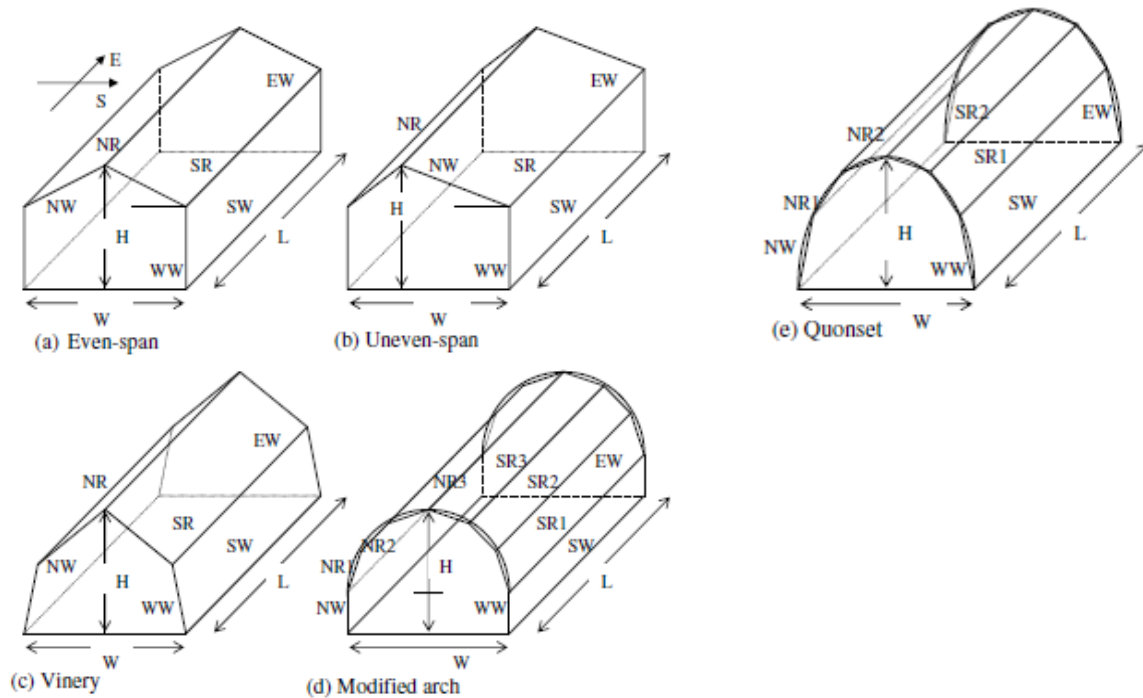 E
S
NR
EW
NW
SR
SW
H
WW
L
W
(a) Even-span
NR
EW
NW
SR
SW
H
WW
L
W
(b) Uneven-span
NR2
SR2
EW
SR1
NR1
SW
NW
H
WW
L
W
(e) Quonset
NR
EW
SR
NW
SW
H
WW
L
W
(c) Vinery
NR3
SR3
EW
SR2
SR1
NR2
SW
NR1
H
NW
WW
L
W
(d) Modified arch